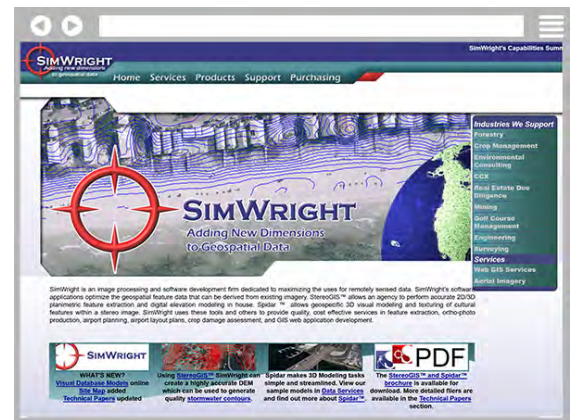 SimWright's Capabilities Summ
SIMWRIGHT
Adding new dimensions
to geospatial data
Home Services Products Support Purchasing
Industries We Support
Forestry
Crop Management
Environmental
Consulting
CCX
Real Estate Due
Diligence
Mining
Golf Course
Management
Engineering
Surveying
Services
Web GIS Services
Aerial Imagery
SIMWRIGHT
Adding New Dimensions
to Geospatial Data
SimWright is an image processing and software development firm dedicated to maximizing the uses for remotely sensed data. SimWright's software
applications optimize the geospatial feature data that can be derived from existing imagery. StereoGIS™ allows an agency to perform accurate 2D/3D
planimetric feature extraction and digital elevation modeling in house. Spidar ™ allows geospecific 3D visual modeling and texturing of cultural
features within a stereo image. SimWright uses these tools and others to provide quality, cost effective services in feature extraction, ortho-photo
production, airport planning, airport layout plans, crop damage assessment, and GIS web application development.
SIMWRIGHT
WHAT'S NEW?
Visual Database Models online
Site Map added
Technical Papers updated
Using StereoGIS™ SimWright can
create a highly accurate DEM
which can be used to generate
quality stormwater contours.
Spidar makes 3D Modeling tasks
simple and streamlined. View our
sample models in Data Services
and find out more about Spidar™.
PDF
The StereoGIS™ and Spidar™
brochure is available for
download. More detailed fliers are
available in the Technical Papers
section.